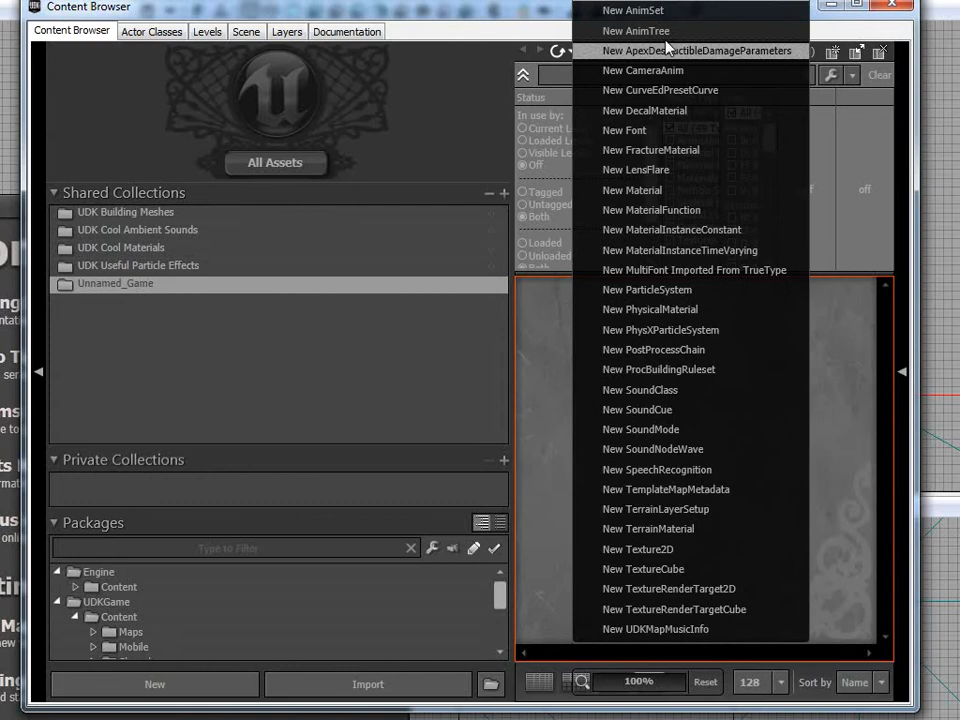 UDK Content Browser
Content Browser Actor Classes Levels Scene Layers Documentation
All Assets
Shared Collections
UDK Building Meshes
UDK Cool Ambient Sounds
UDK Cool Materials
UDK Useful Particle Effects
Unnamed_Game
Private Collections
Packages
Type to Filter
Engine
Content
UDKGame
Content
Maps
Mobile
New Import
Clear
Status
In use by:
Current L
Loaded L
Visible Le
Off
off
Tagged
Untagged
Both
Loaded
Unloaded
Both
New AnimSet
New AnimTree
New ApexDestructibleDamageParameters
New CameraAnim
New CurveEdPresetCurve
New DecalMaterial
New Font
New FractureMaterial
New LensFlare
New Material
New MaterialFunction
New MaterialInstanceConstant
New MaterialInstanceTimeVarying
New MultiFont Imported From TrueType
New ParticleSystem
New PhysicalMaterial
New PhysXParticleSystem
New PostProcessChain
New ProcBuildingRuleset
New SoundClass
New SoundCue
New SoundMode
New SoundNodeWave
New SpeechRecognition
New TemplateMapMetadata
New TerrainLayerSetup
New TerrainMaterial
New Texture2D
New TextureCube
New TextureRenderTarget2D
New TextureRenderTargetCube
New UDKMapMusicInfo
100% Reset 128 Sort by Name